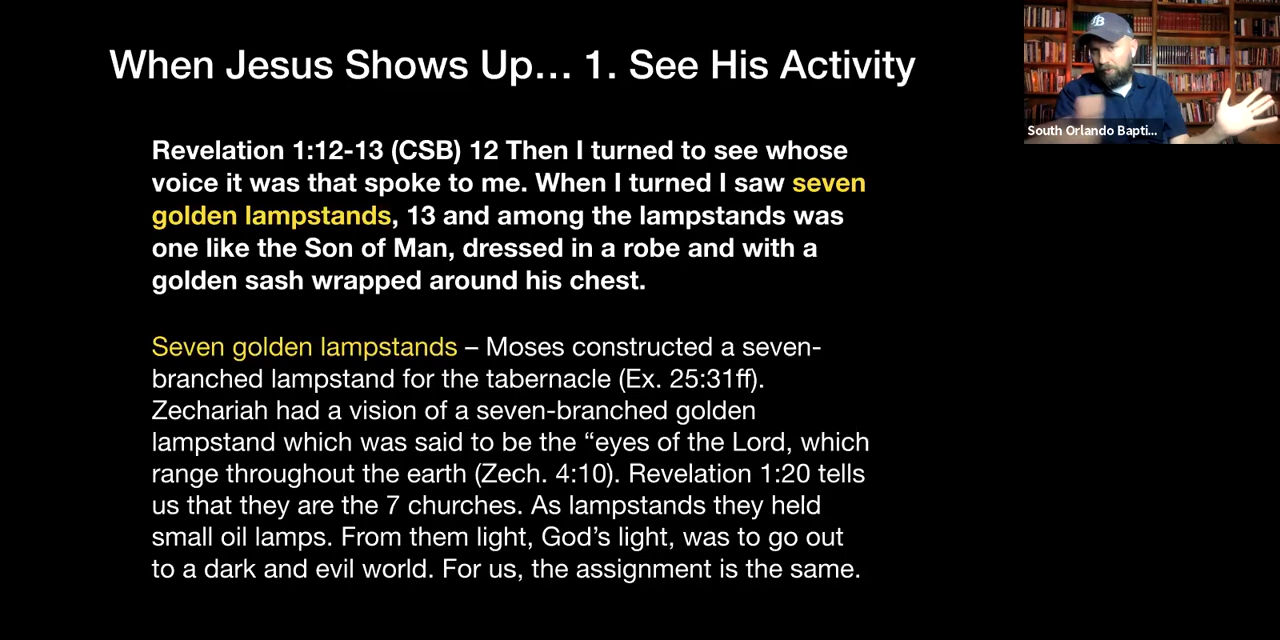 When Jesus Shows Up... 1. See His Activity
Revelation 1:12-13 (CSB) 12 Then I turned to see whose
voice it was that spoke to me. When I turned I saw seven
golden lampstands, 13 and among the lampstands was
one like the Son of Man, dressed in a robe and with a
golden sash wrapped around his chest.
Seven golden lampstands – Moses constructed a seven-
branched lampstand for the tabernacle (Ex. 25:31ff).
Zechariah had a vision of a seven-branched golden
lampstand which was said to be the “eyes of the Lord, which
range throughout the earth (Zech. 4:10). Revelation 1:20 tells
us that they are the 7 churches. As lampstands they held
small oil lamps. From them light, God’s light, was to go out
to a dark and evil world. For us, the assignment is the same.
South Orlando Bapti...